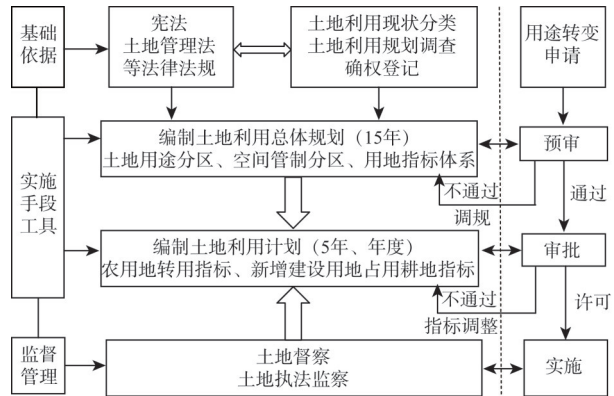 基础
依据
宪法
土地管理法
等法律法规
土地利用现状分类
土地利用规划调查
确权登记
用途转变
申请
实施
手段
工具
编制土地利用总体规划（15年）
土地用途分区、空间管制分区、用地指标体系
预审
不通过
调规
通过
编制土地利用计划（5年、年度）
农用地转用指标、新增建设用地占用耕地指标
审批
不通过
指标调整
许可
监督
管理
土地督察
土地执法监察
实施